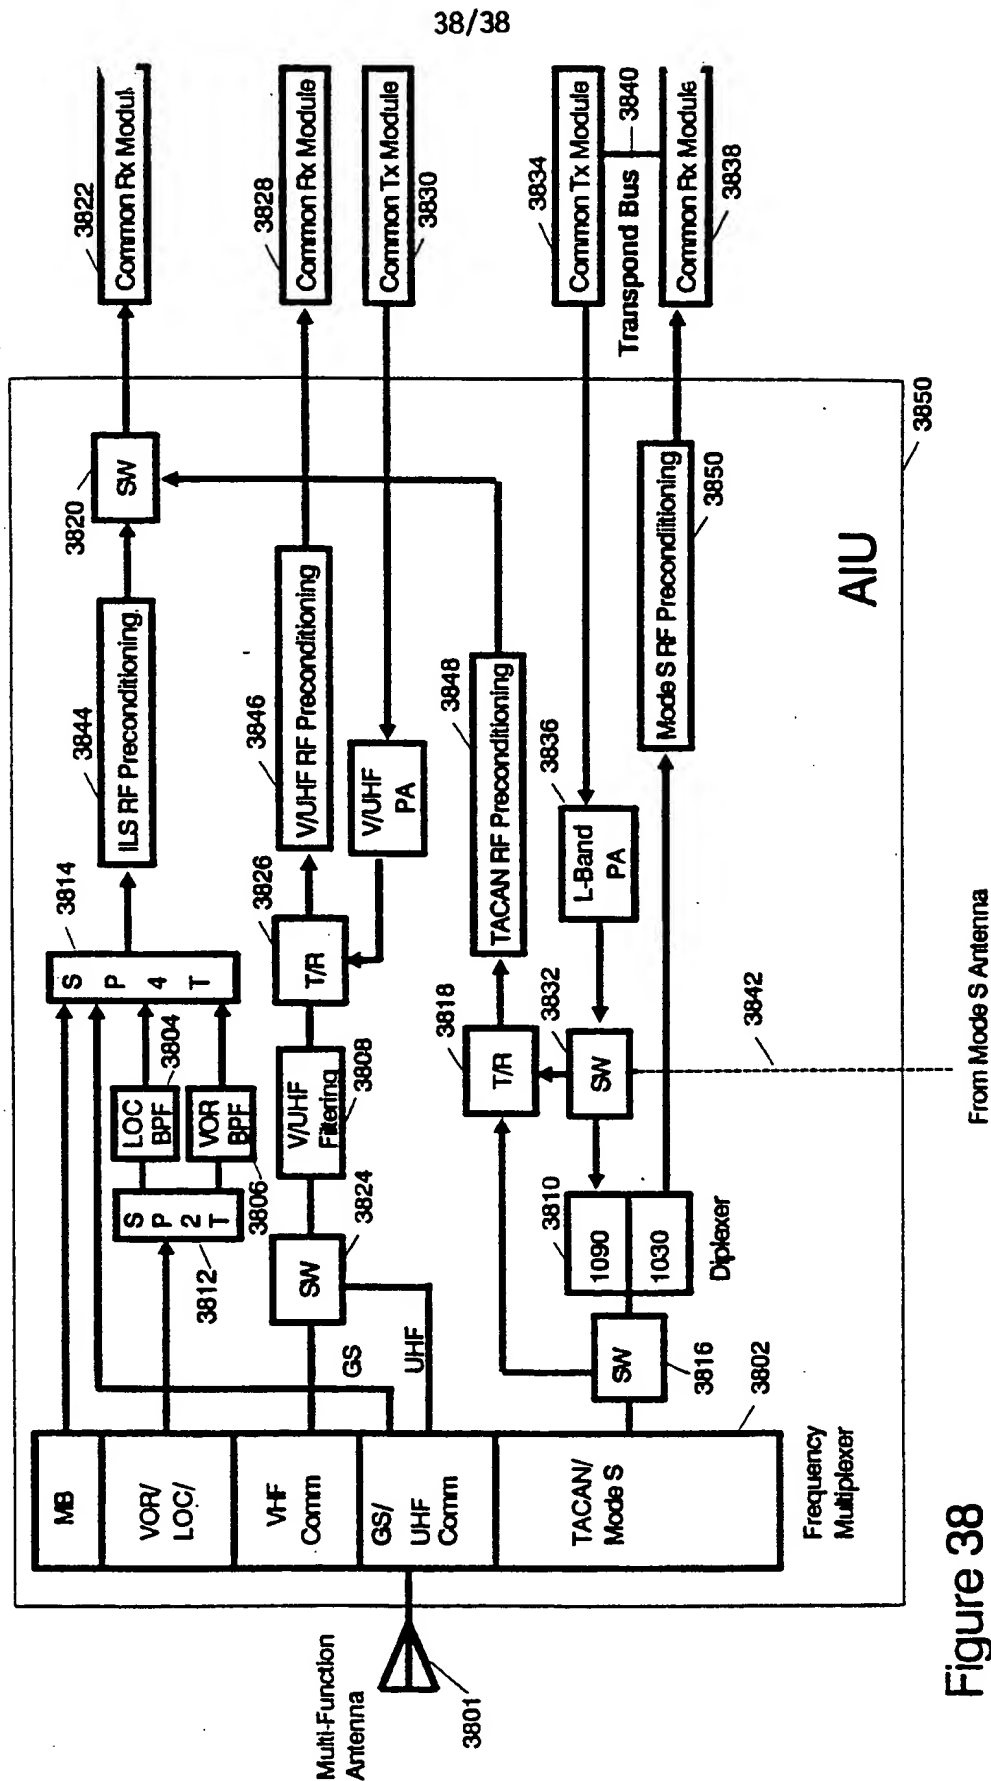 38/38
3822
Common Rx Modul
3828
Common Rx Module
Common Tx Module
3830
3834
Common Tx Module
Transpond Bus
3840
Common Rx Module
3838
3850
AIU
3820
SW
3844
ILS RF Preconditioning
3814
S
P
4
T
3804
LOC
BPF
VOR
BPF
3806
S
P
2
T
3812
3846
V/UHF RF Preconditioning
V/UHF
PA
3826
T/R
3808
V/UHF
Filtering
3824
SW
GS
UHF
3848
TACAN RF Preconditioning
3818
T/R
3836
L-Band
PA
3832
SW
3850
Mode S RF Precondiitioning
3842
From Mode S Antenna
3810
1090
1030
Diplexer
SW
3816
3802
MB
VOR/
LOC/
VHF
Comm
GS/
UHF
Comm
TACAN/
Mode S
Frequency
Multiplexer
Multi-Function
Antenna
3801
Figure 38